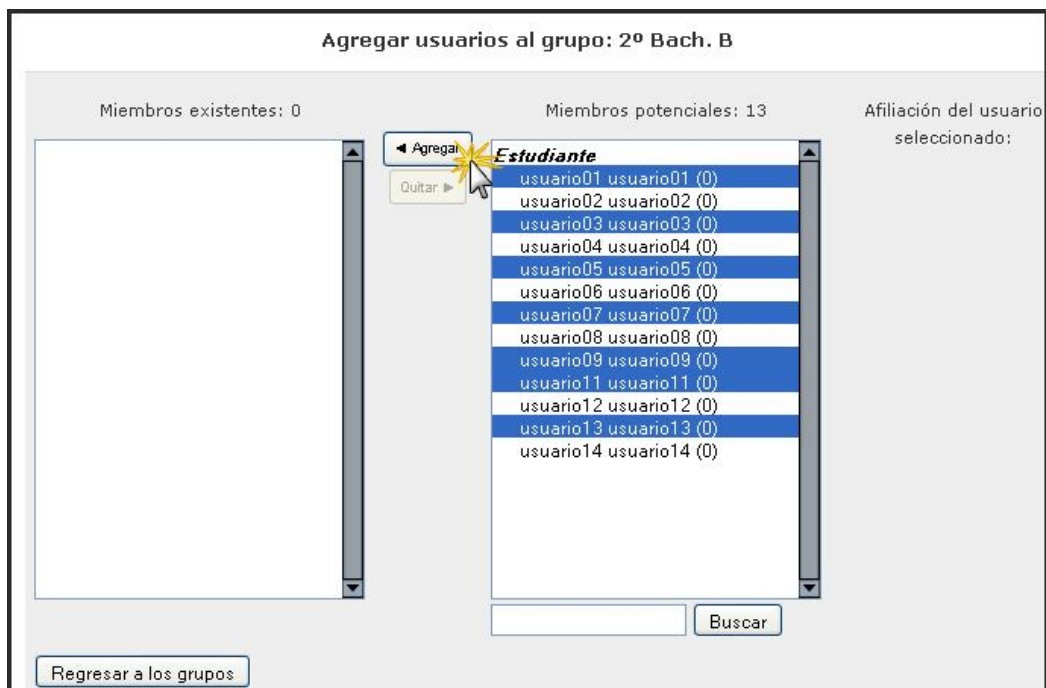 Agregar usuarios al grupo: 2º Bach. B
Miembros existentes: 0
Miembros potenciales: 13
Afiliación del usuario
seleccionado:
◄ Agregar
Quitar ►
Estudiante
usuario01 usuario01 (0)
usuario02 usuario02 (0)
usuario03 usuario03 (0)
usuario04 usuario04 (0)
usuario05 usuario05 (0)
usuario06 usuario06 (0)
usuario07 usuario07 (0)
usuario08 usuario08 (0)
usuario09 usuario09 (0)
usuario11 usuario11 (0)
usuario12 usuario12 (0)
usuario13 usuario13 (0)
usuario14 usuario14 (0)
Buscar
Regresar a los grupos